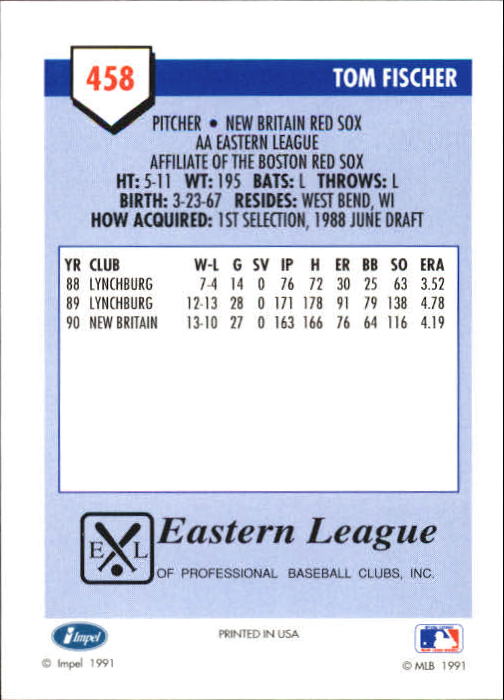 458
TOM FISCHER
PITCHER • NEW BRITAIN RED SOX
AA EASTERN LEAGUE
AFFILIATE OF THE BOSTON RED SOX
HT: 5-11 WT: 195 BATS: L THROWS: L
BIRTH: 3-23-67 RESIDES: WEST BEND, WI
HOW ACQUIRED: 1ST SELECTION, 1988 JUNE DRAFT
YR CLUB W-L G SV IP H ER BB SO ERA
88 LYNCHBURG 7-4 14 0 76 72 30 25 63 3.52
89 LYNCHBURG 12-13 28 0 171 178 91 79 138 4.78
90 NEW BRITAIN 13-10 27 0 163 166 76 64 116 4.19
E L
Eastern League
OF PROFESSIONAL BASEBALL CLUBS, INC.
Impel
PRINTED IN USA
© Impel 1991
© MLB 1991